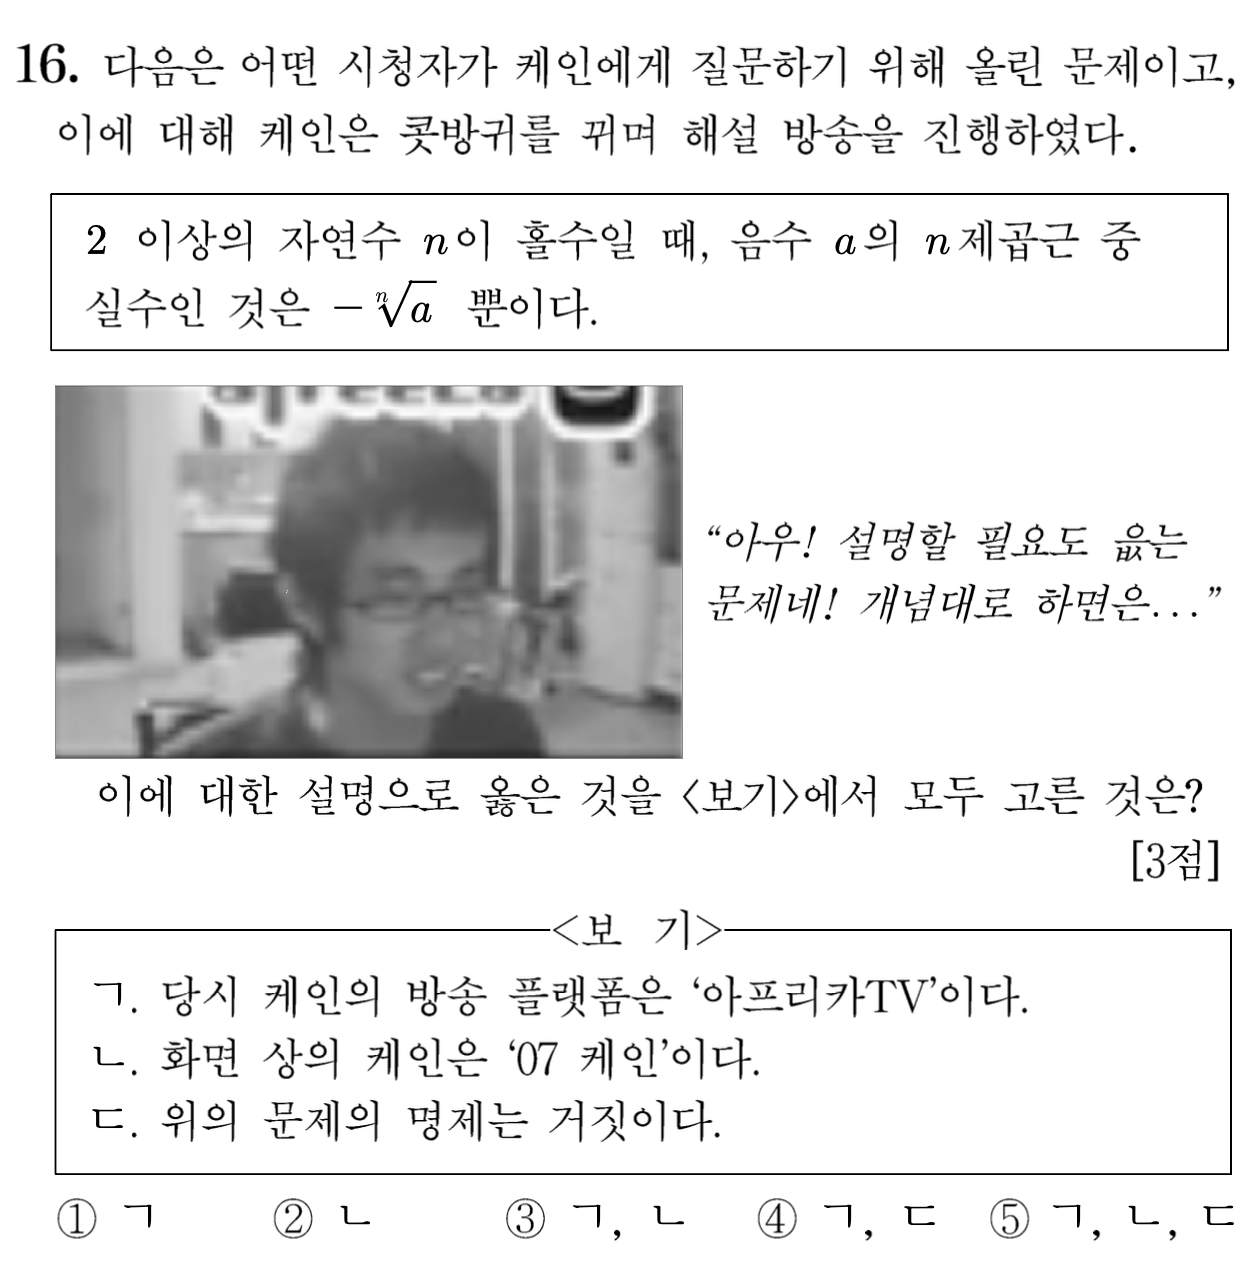 16. 다음은 어떤 시청자가 케인에게 질문하기 위해 올린 문제이고,
이에 대해 케인은 콧방귀를 뀌며 해설 방송을 진행하였다.
2 이상의 자연수 n이 홀수일 때, 음수 a의 n제곱근 중
실수인 것은 -ⁿ√a 뿐이다.
“아우! 설명할 필요도 읎는
문제네! 개념대로 하면은...”
이에 대한 설명으로 옳은 것을 <보기>에서 모두 고른 것은?
[3점]
<보 기>
ㄱ. 당시 케인의 방송 플랫폼은 ‘아프리카TV’이다.
ㄴ. 화면 상의 케인은 ‘07 케인’이다.
ㄷ. 위의 문제의 명제는 거짓이다.
① ㄱ ② ㄴ ③ ㄱ, ㄴ ④ ㄱ, ㄷ ⑤ ㄱ, ㄴ, ㄷ